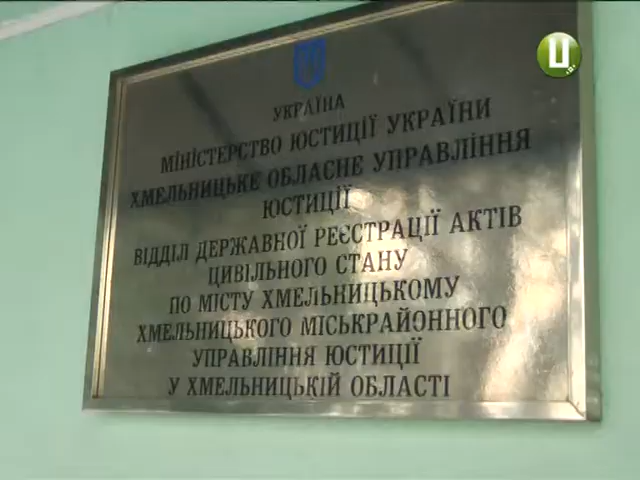 Ц
УКРАЇНА
МІНІСТЕРСТВО ЮСТИЦІЇ УКРАЇНИ
ХМЕЛЬНИЦЬКЕ ОБЛАСНЕ УПРАВЛІННЯ
ЮСТИЦІЇ
ВІДДІЛ ДЕРЖАВНОЇ РЕЄСТРАЦІЇ АКТІВ
ЦИВІЛЬНОГО СТАНУ
ПО МІСТУ ХМЕЛЬНИЦЬКОМУ
ХМЕЛЬНИЦЬКОГО МІСЬКРАЙОННОГО
УПРАВЛІННЯ ЮСТИЦІЇ
У ХМЕЛЬНИЦЬКІЙ ОБЛАСТІ